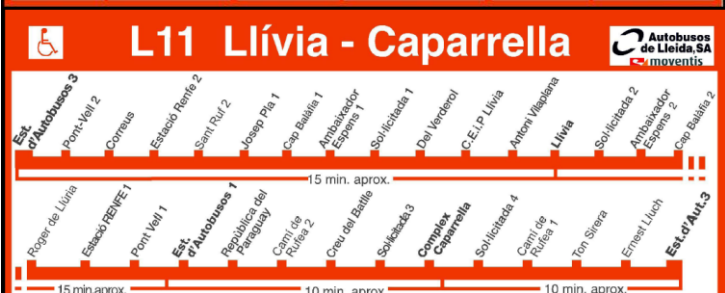 L11 Llívia - Caparrella
Autobusos
de Lleida,SA
moventis
Est.
d'Autobusos 3
Pont-Vell 2
Correus
Estació Renfe 2
Sant Ruf 2
Josep Pla 1
Cap Balàfia 1
Ambaixador
Espens 1
Sol·licitada 1
Del Verderol
C.E.i.P Llívia
Antoni Vilaplana
Llívia
Sol·licitada 2
Ambaixador
Espens 2
Cap Balàfia 2
15 min. aprox.
Roger de Llúria
Estació RENFE 1
Pont Vell 1
Est.
d'Autobusos 1
República del
Paraguay
Camí de
Rufea 2
Creu del Batlle
Sol·licitada 3
Complex
Caparrella
Sol·licitada 4
Camí de
Rufea 1
Ton Sirera
Ernest Lluch
Est.d'Aut.3
15 min.aprox.
10 min. aprox.
10 min. aprox.